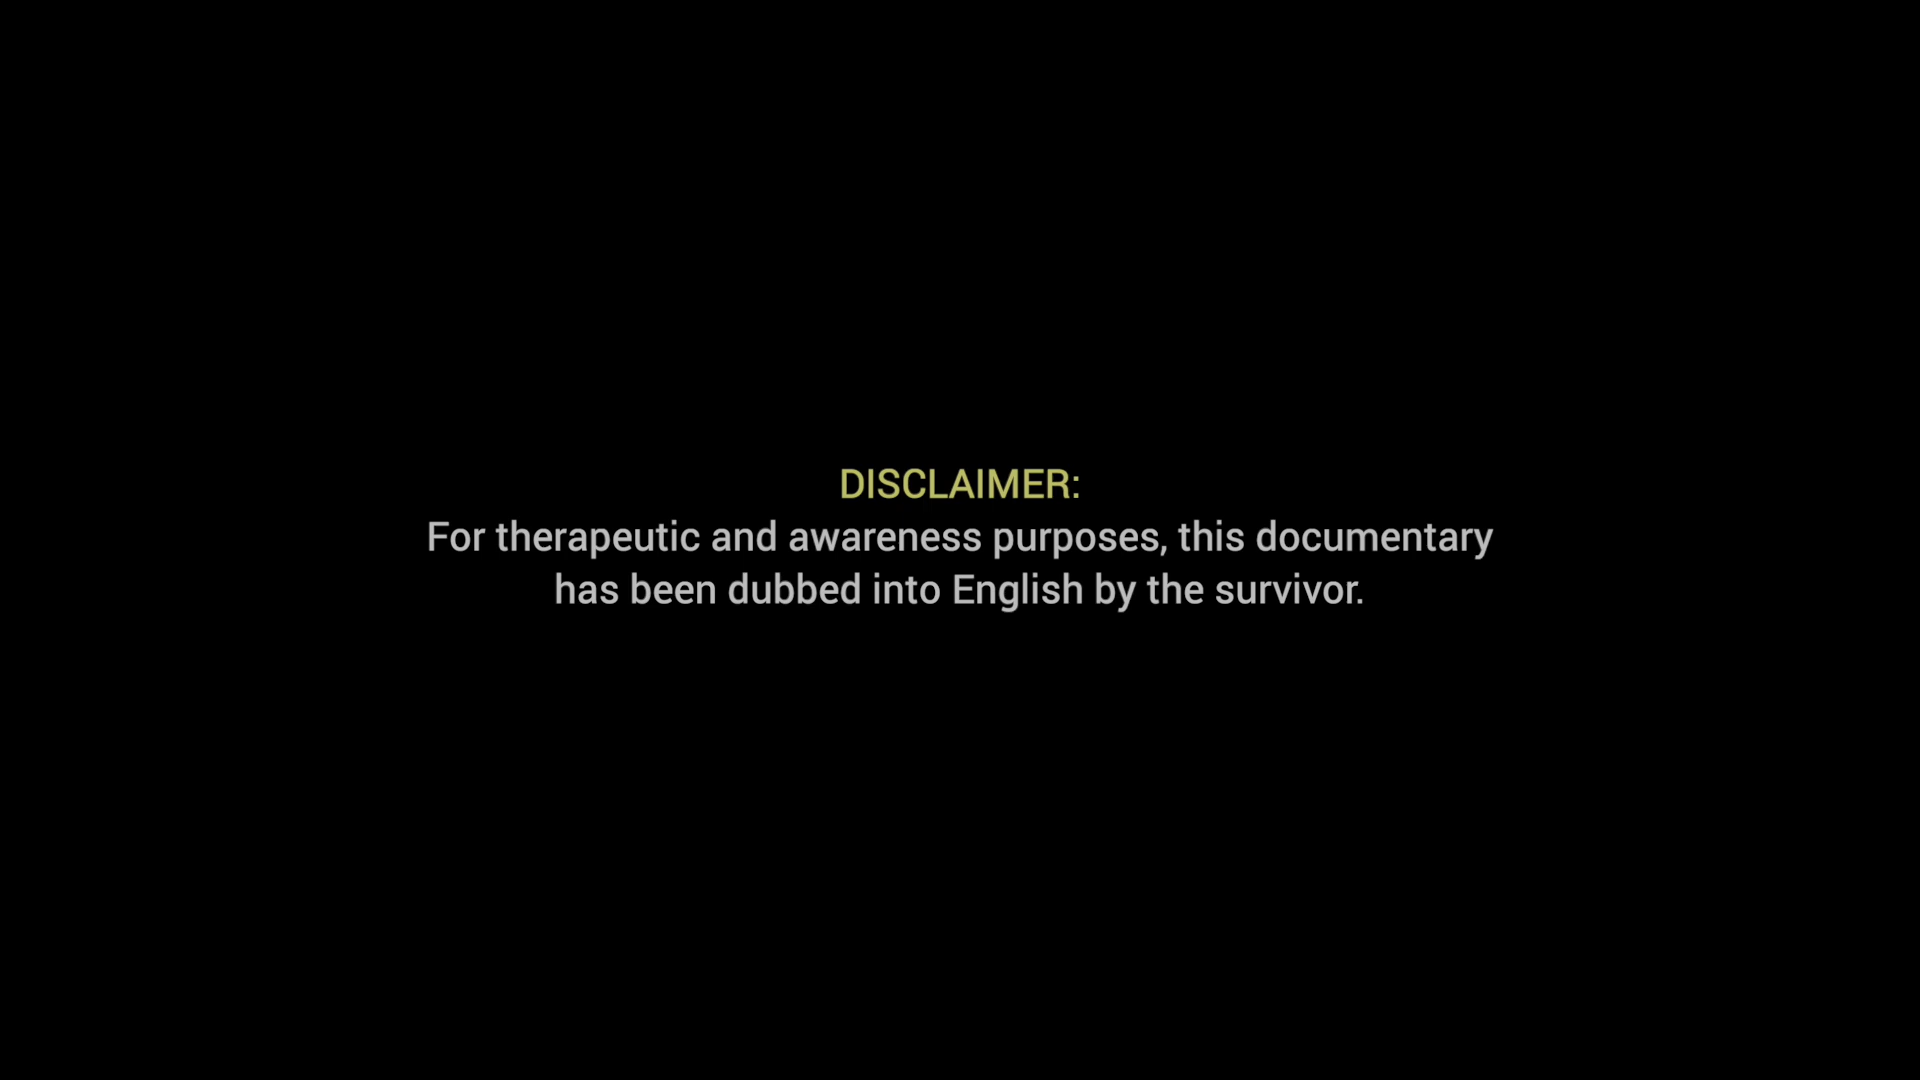 DISCLAIMER:
For therapeutic and awareness purposes, this documentary
has been dubbed into English by the survivor.